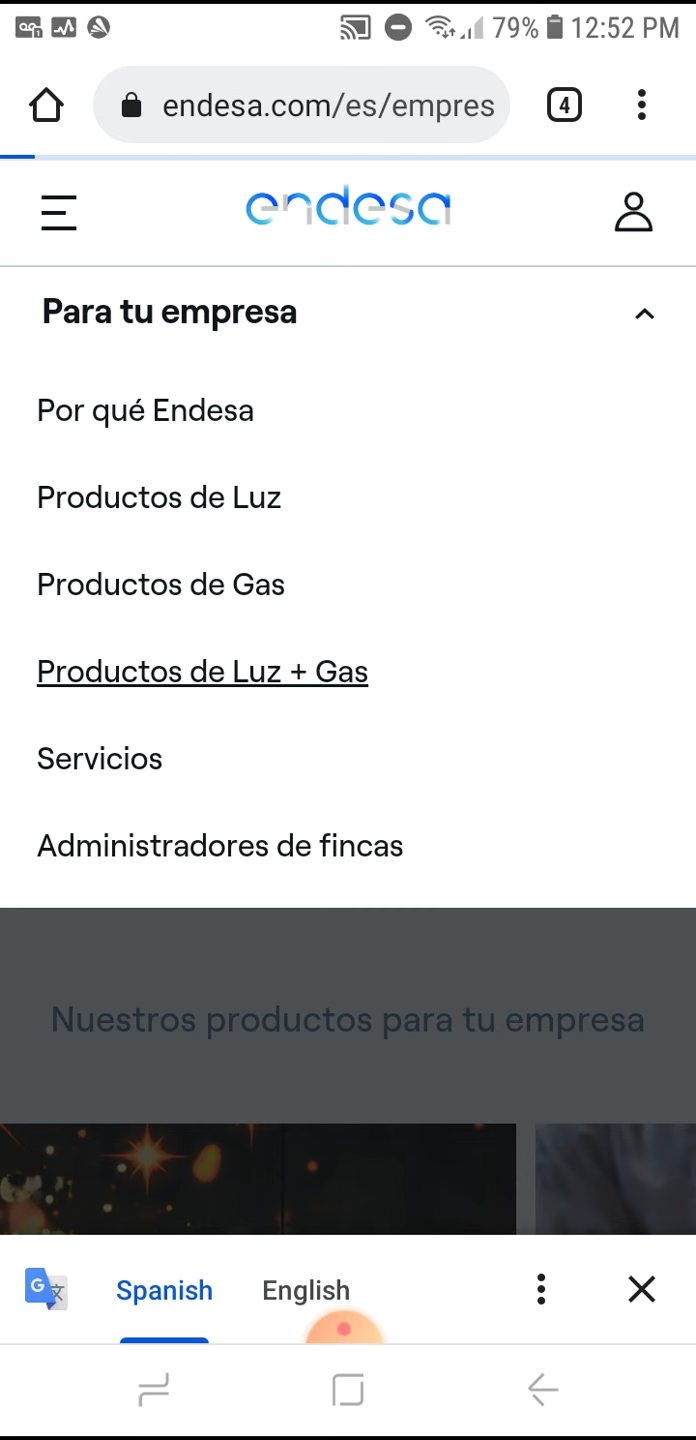 79% 12:52 PM
endesa.com/es/empres
4
endesa
Para tu empresa
Por qué Endesa
Productos de Luz
Productos de Gas
Productos de Luz + Gas
Servicios
Administradores de fincas
Nuestros productos para tu empresa
G Spanish English